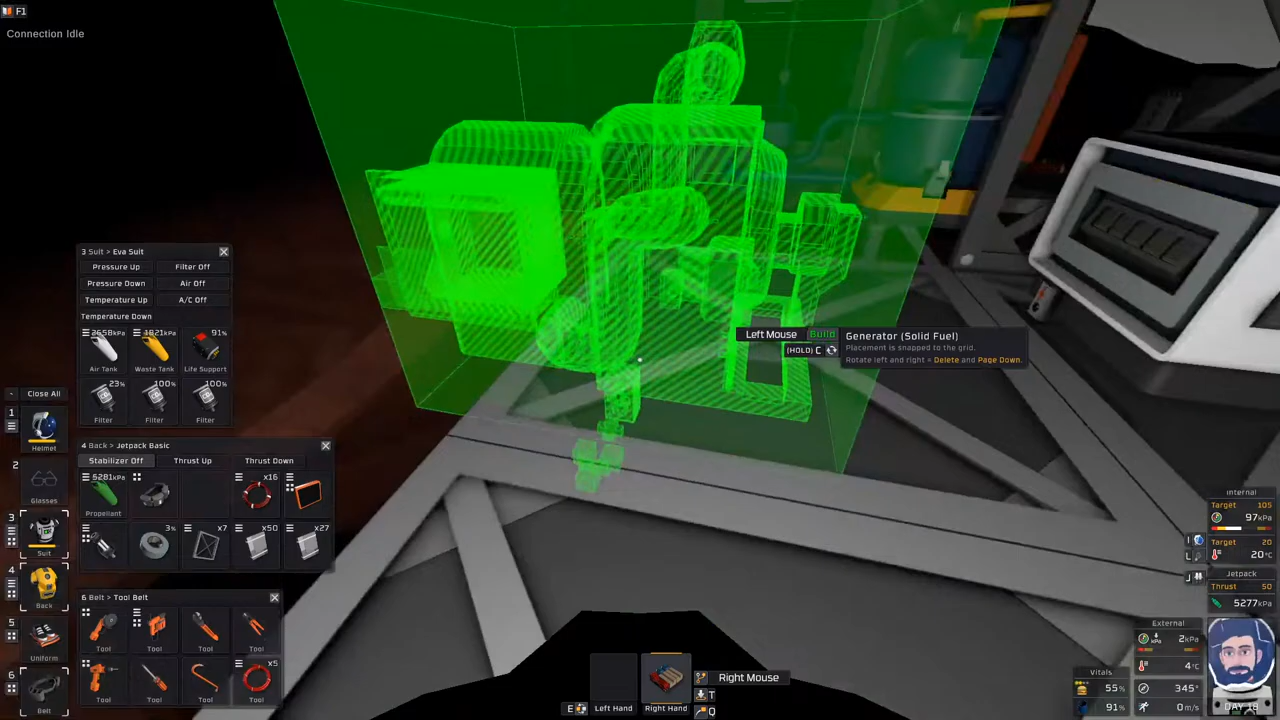 F1
Connection Idle
3 Suit > Eva Suit
Pressure Up
Filter Off
Pressure Down
Air Off
Temperature Up
A/C Off
Temperature Down
2658kPa
1821kPa
91%
Air Tank
Waste Tank
Life Support
23%
100%
100%
Filter
Filter
Filter
Close All
1
Helmet
2
Glasses
3
Suit
4
Back
5
Uniform
6
Belt
4 Back > Jetpack Basic
Stabilizer Off
Thrust Up
Thrust Down
5281kPa
x16
Propellant
3%
x7
x50
x27
6 Belt > Tool Belt
Tool
Tool
Tool
Tool
x5
Tool
Tool
Tool
Tool
Left Mouse
Build
Generator (Solid Fuel)
(HOLD) C
Placement is snapped to the grid.
Rotate left and right = Delete and Page Down.
E
Left Hand
Right Hand
Right Mouse
T
Q
Internal
Target 105
97kPa
Target 20
20°C
Jetpack
Thrust 50
5277kPa
External
2kPa
4°C
345°
0m/s
Vitals
55%
91%
DAY 19